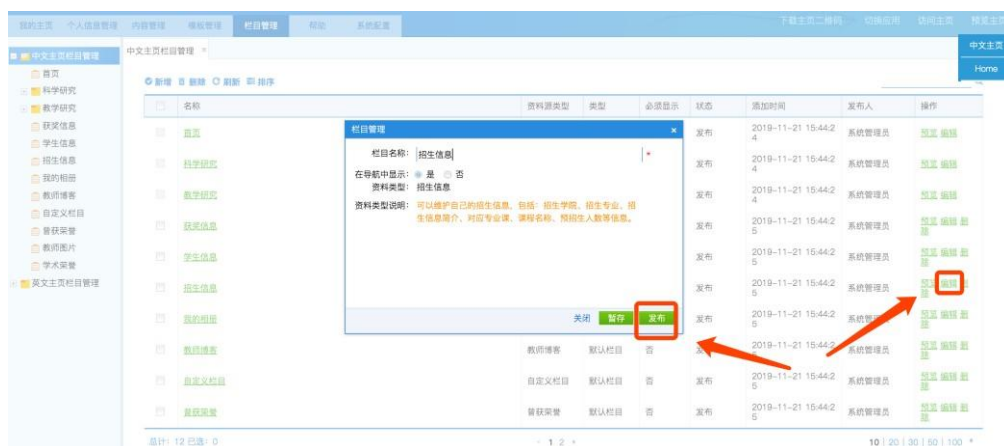 我的主页 个人信息管理 内容管理 模板管理 栏目管理 帮助 系统配置 下载主页二维码 切换应用 访问主页 预览主页
中文主页
Home
中文主页栏目管理
首页
科学研究
教学研究
获奖信息
学生信息
招生信息
我的相册
教师博客
自定义栏目
曾获荣誉
教师图片
学术荣誉
英文主页栏目管理
中文主页栏目管理 ×
新增 删除 刷新 排序
名称 资料源类型 类型 必须显示 状态 添加时间 发布人 操作
首页 发布 2019-11-21 15:44:24 系统管理员 预览 编辑
科学研究 发布 2019-11-21 15:44:24 系统管理员 预览 编辑
教学研究 发布 2019-11-21 15:44:24 系统管理员 预览 编辑
获奖信息 发布 2019-11-21 15:44:25 系统管理员 预览 编辑 删除
学生信息 发布 2019-11-21 15:44:25 系统管理员 预览 编辑 删除
招生信息 发布 2019-11-21 15:44:25 系统管理员 预览 编辑 删除
我的相册 发布 2019-11-21 15:44:25 系统管理员 预览 编辑 删除
教师博客 教师博客 默认栏目 否 发布 2019-11-21 15:44:2 系统管理员 预览 编辑 删除
自定义栏目 自定义栏目 默认栏目 否 发布 2019-11-21 15:44:25 系统管理员 预览 编辑 删除
曾获荣誉 曾获荣誉 默认栏目 否 发布 2019-11-21 15:44:25 系统管理员 预览 编辑 删除
总计: 12 已选: 0 1 2 10 | 20 | 30 | 50 | 100
栏目管理 ×
栏目名称: 招生信息 *
在导航中显示: 是 否
资料类型: 招生信息
资料类型说明: 可以维护自己的招生信息, 包括: 招生学院、招生专业、招
生信息简介、对应专业课、课程名称、预招生人数等信息。
关闭 暂存 发布